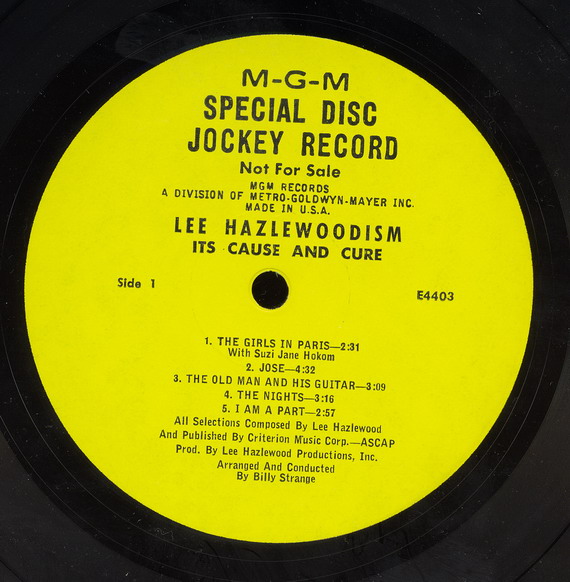 M-G-M
SPECIAL DISC
JOCKEY RECORD
Not For Sale
MGM RECORDS
A DIVISION OF METRO-GOLDWYN-MAYER INC.
MADE IN U.S.A.
LEE HAZLEWOODISM
ITS CAUSE AND CURE
Side 1
E4403
1. THE GIRLS IN PARIS—2:31
With Suzi Jane Hokom
2. JOSE—4:32
3. THE OLD MAN AND HIS GUITAR—3:09
4. THE NIGHTS—3:16
5. I AM A PART—2:57
All Selections Composed By Lee Hazlewood
And Published By Criterion Music Corp.—ASCAP
Prod. By Lee Hazlewood Productions, Inc.
Arranged And Conducted
By Billy Strange